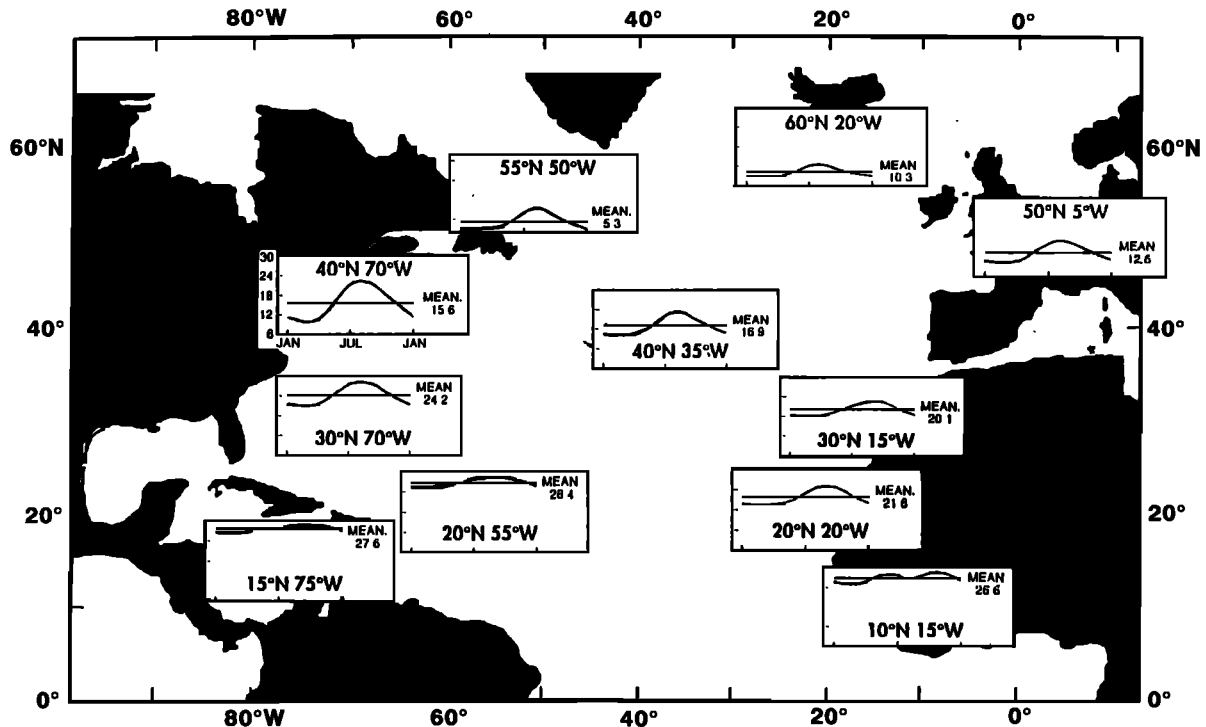 80°W 60° 40° 20° 0°
60°N
60°N
40°
40°
20°
20°
0°
0°
80°W 60° 40° 20° 0°
60°N 20°W
MEAN
10 3
55°N 50°W
MEAN.
5 3
50°N 5°W
MEAN
12.6
30
24
18
12
6
40°N 70°W
MEAN.
15 6
JAN JUL JAN
MEAN
16 9
40°N 35°W
MEAN
24 2
30°N 70°W
MEAN.
20 1
30°N 15°W
MEAN
26 4
20°N 55°W
MEAN.
21 6
20°N 20°W
MEAN.
27 6
15°N 75°W
MEAN
26 6
10°N 15°W